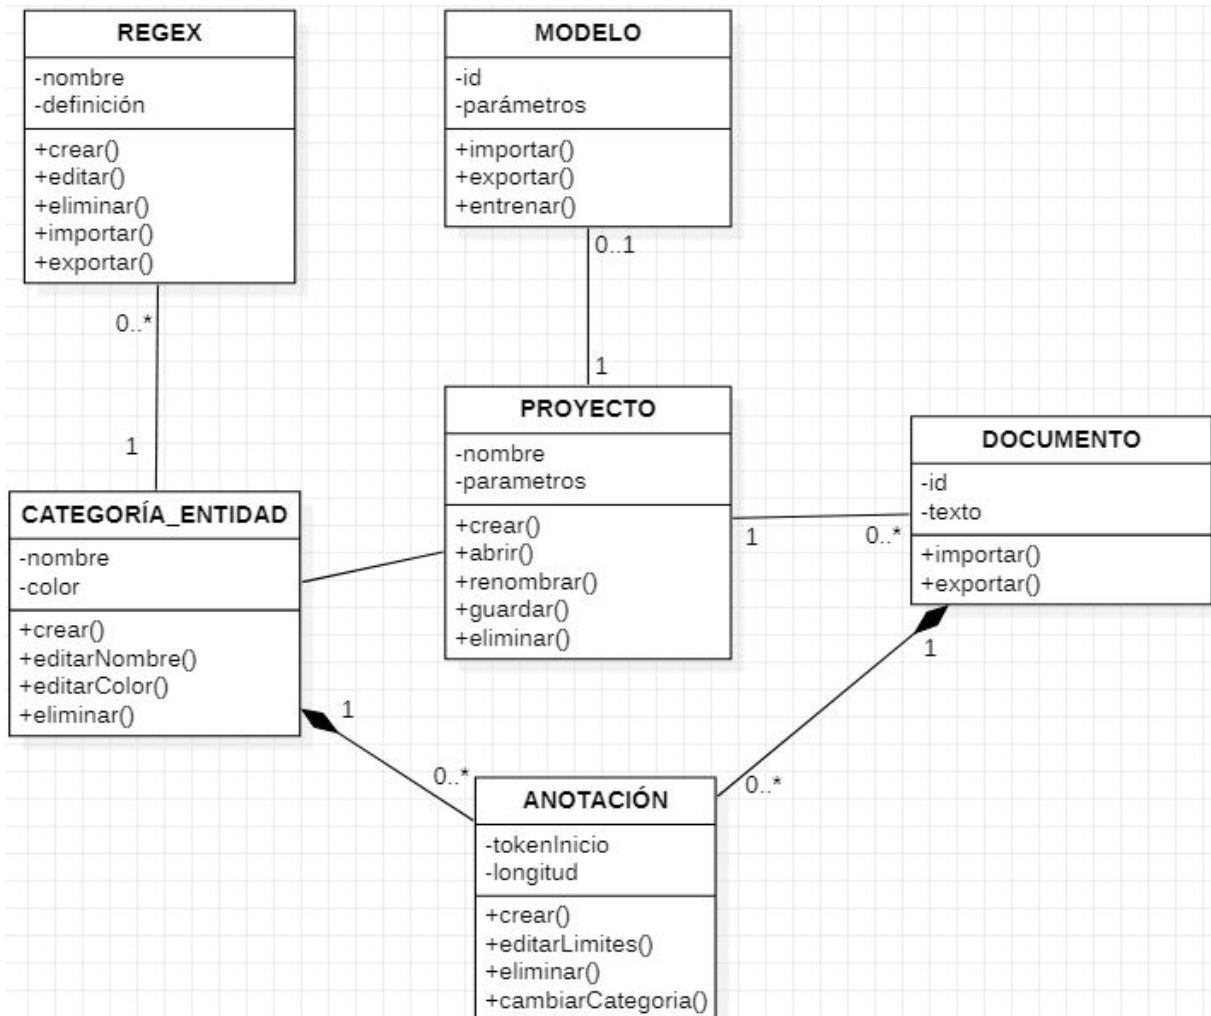 REGEX
-nombre
-definición
+crear()
+editar()
+eliminar()
+importar()
+exportar()
0..*
1
MODELO
-id
-parámetros
+importar()
+exportar()
+entrenar()
0..1
1
PROYECTO
-nombre
-parametros
+crear()
+abrir()
+renombrar()
+guardar()
+eliminar()
1
0..*
DOCUMENTO
-id
-texto
+importar()
+exportar()
1
0..*
CATEGORÍA_ENTIDAD
-nombre
-color
+crear()
+editarNombre()
+editarColor()
+eliminar()
1
0..*
ANOTACIÓN
-tokenInicio
-longitud
+crear()
+editarLimites()
+eliminar()
+cambiarCategoria()